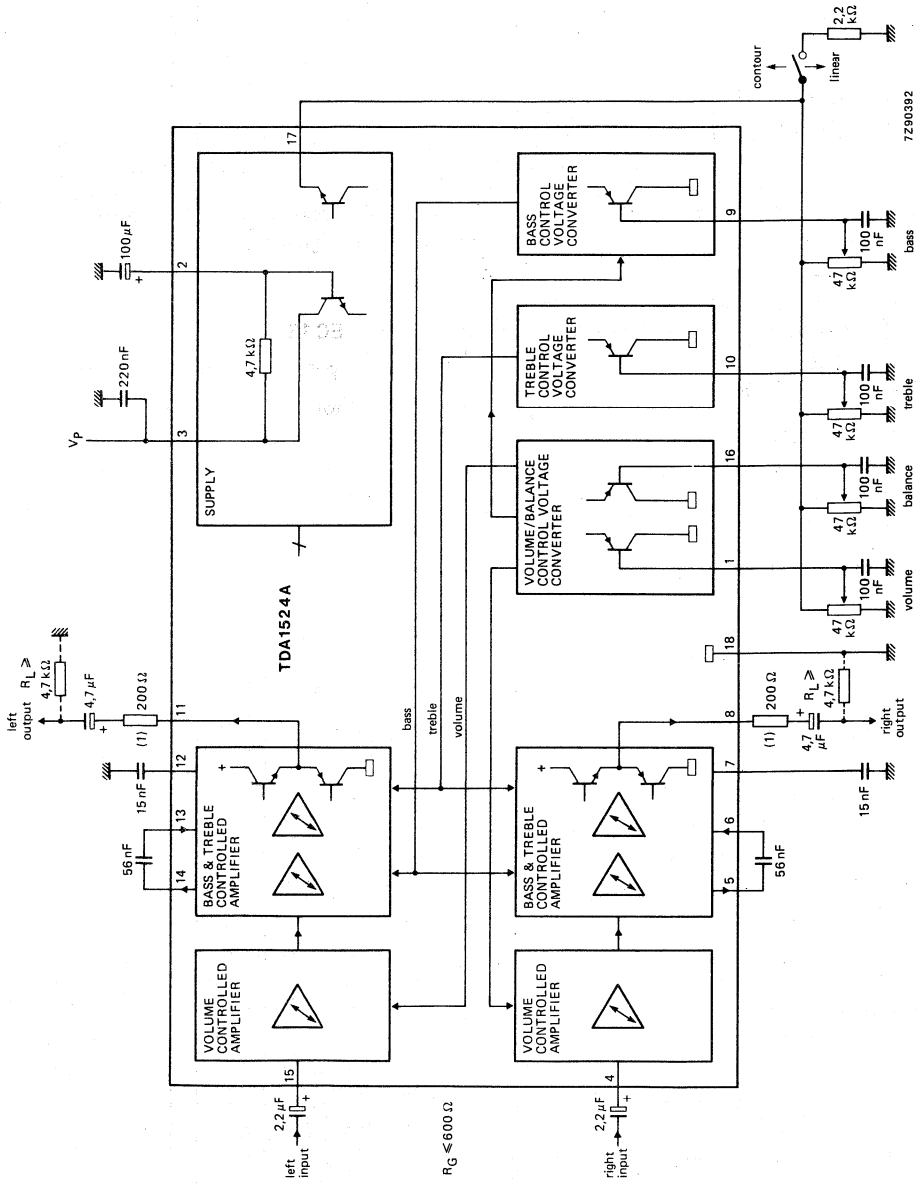 left
output
R_L ≥
4,7 kΩ
4,7 µF
200 Ω
(1)
11
V_P
220 nF
100 µF
+
3
2
17
15 nF
12
56 nF
13
14
BASS & TREBLE
CONTROLLED
AMPLIFIER
+
TDA1524A
SUPPLY
4,7 kΩ
VOLUME
CONTROLLED
AMPLIFIER
15
2,2 µF
+
left
input
R_G ≤ 600 Ω
bass
treble
volume
right
input
2,2 µF
+
4
VOLUME
CONTROLLED
AMPLIFIER
BASS & TREBLE
CONTROLLED
AMPLIFIER
+
5
6
56 nF
7
15 nF
8
200 Ω
(1)
4,7
µF
+
R_L ≥
4,7 kΩ
right
output
18
VOLUME/BALANCE
CONTROL VOLTAGE
CONVERTER
TREBLE
CONTROL
VOLTAGE
CONVERTER
BASS
CONTROL
VOLTAGE
CONVERTER
1
16
10
9
47
kΩ
100
nF
volume
47
kΩ
100
nF
balance
47
kΩ
100
nF
treble
47
kΩ
100
nF
bass
contour
linear
2,2
kΩ
7Z90392